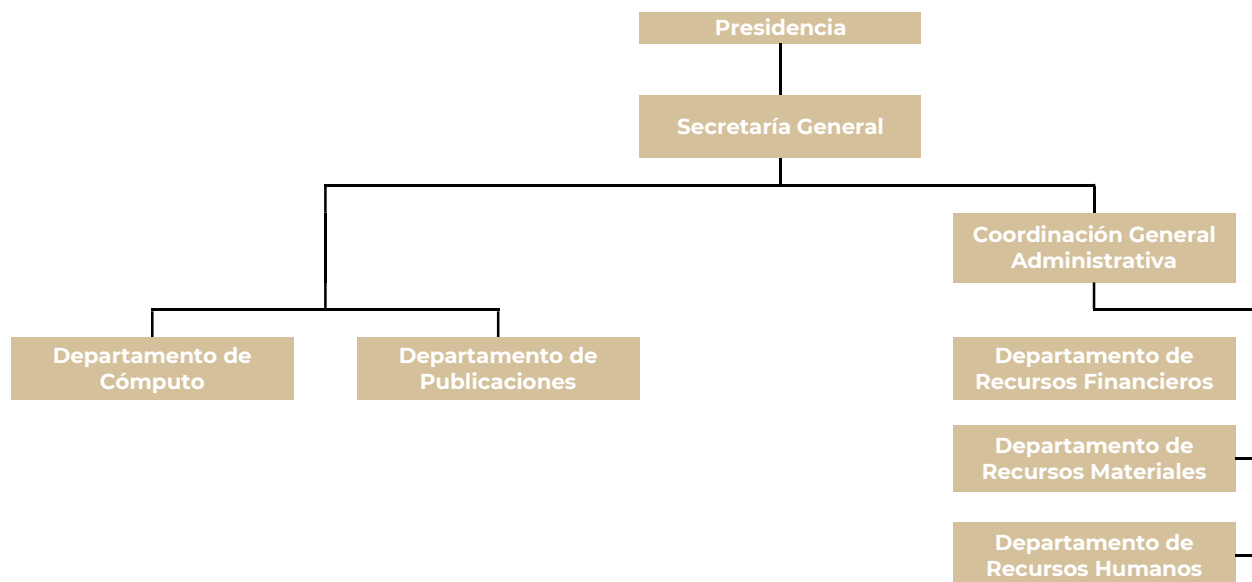 Presidencia
Secretaría General
Coordinación General
Administrativa
Departamento de
Cómputo
Departamento de
Publicaciones
Departamento de
Recursos Financieros
Departamento de
Recursos Materiales
Departamento de
Recursos Humanos